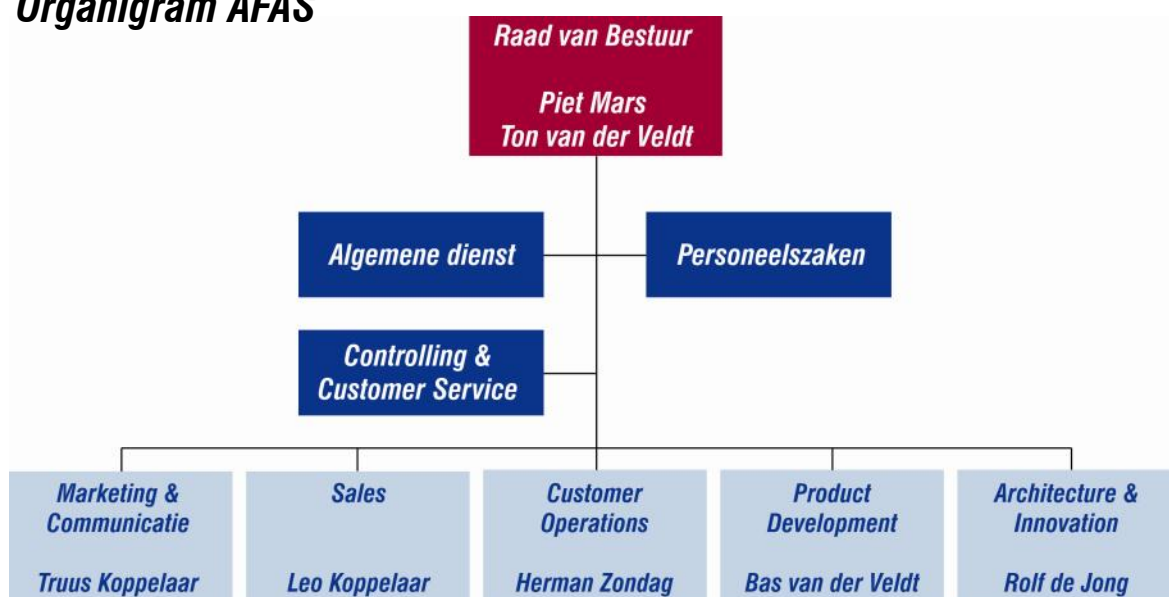 Organigram AFAS
Raad van Bestuur
Piet Mars
Ton van der Veldt
Algemene dienst
Personeelszaken
Controlling &
Customer Service
Marketing &
Communicatie
Truus Koppelaar
Sales
Leo Koppelaar
Customer
Operations
Herman Zondag
Product
Development
Bas van der Veldt
Architecture &
Innovation
Rolf de Jong